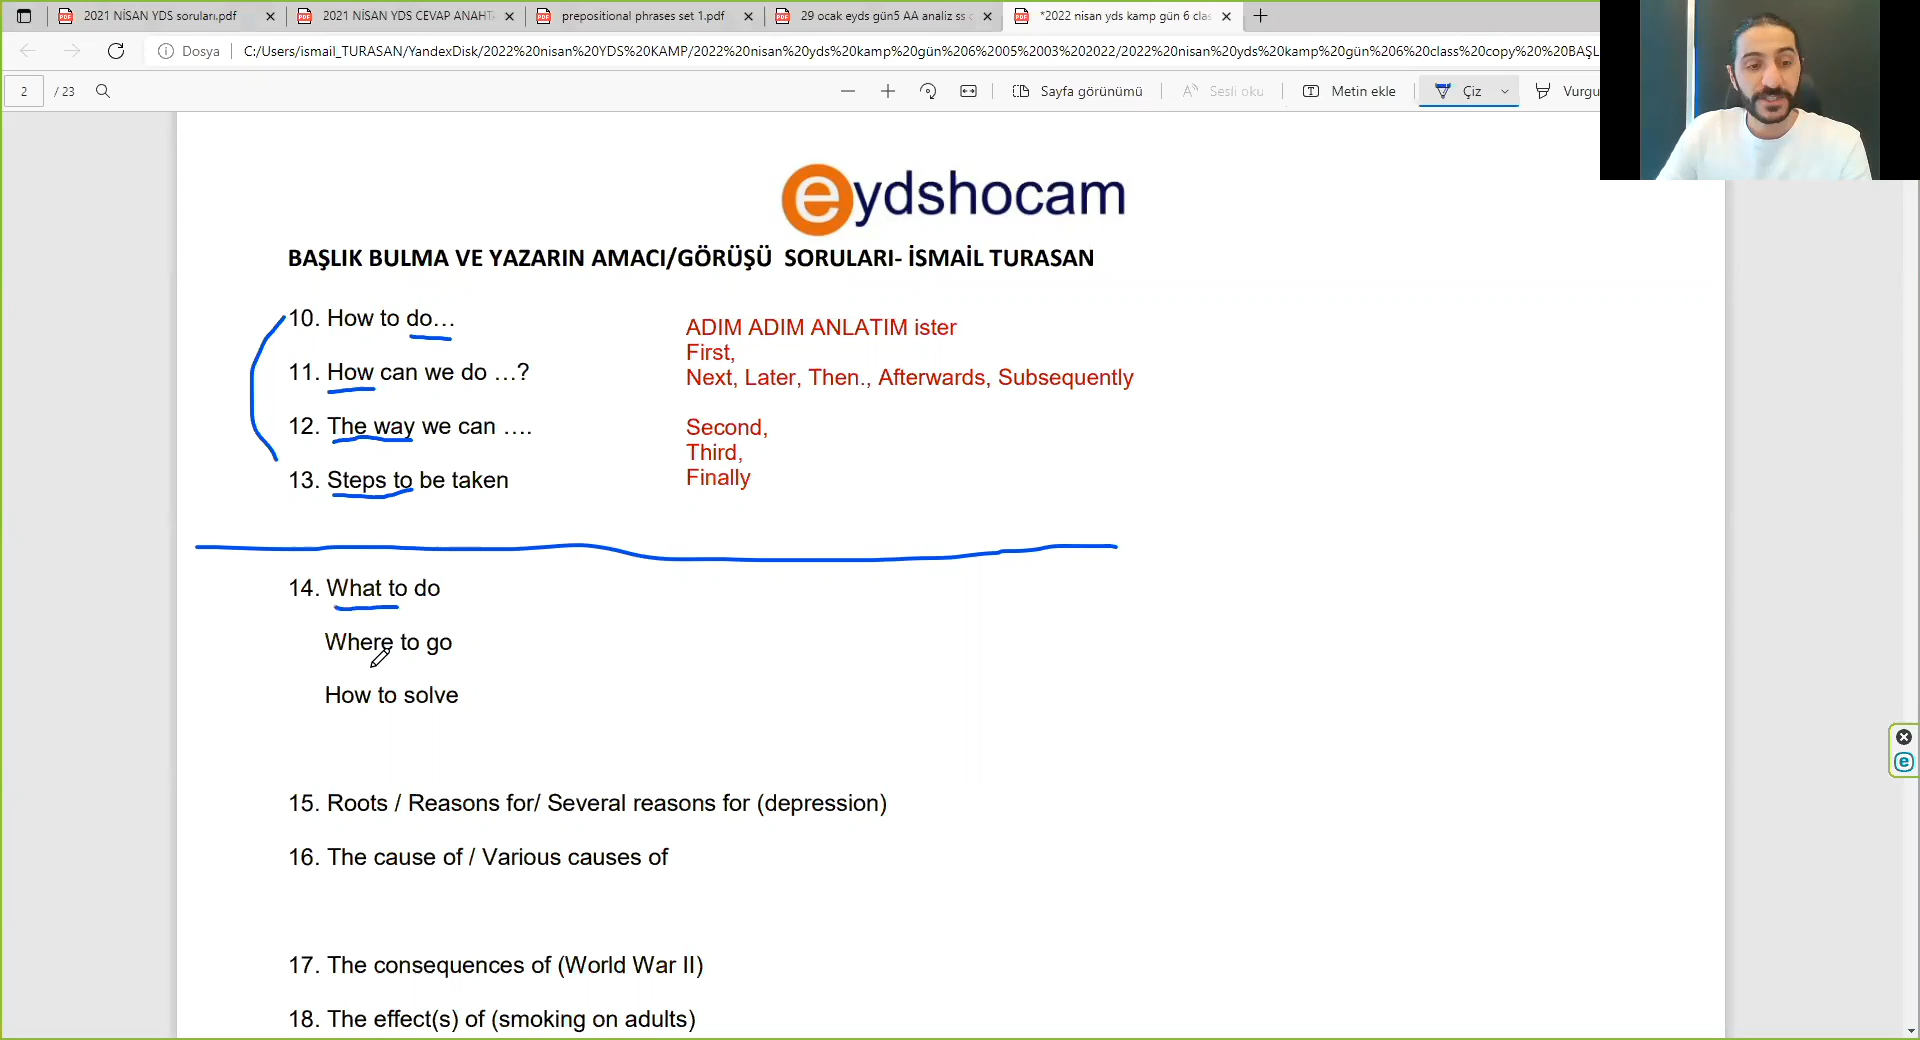 2021 NİSAN YDS soruları.pdf
2021 NİSAN YDS CEVAP
prepositional phrases set 1.pdf
29 ocak eyds gün5 AA analiz ss
*2022 nisan yds kamp gün 6
Dosya
C:/Users/ismail_TURASAN/YandexDisk/2022%20nisan%20YDS%20KAMP/2022%20nisan%20yds%20kamp%20gün%206%2005%2003%202022/2022%20nisan%20yds%20kamp%20gün%206%20class%20copy%20%20BAŞL
2 / 23
Sayfa görünümü
Sesli oku
Metin ekle
Çiz
Vurgu
eydshocam
BAŞLIK BULMA VE YAZARIN AMACI/GÖRÜŞÜ SORULARI- İSMAİL TURASAN
10. How to do…
11. How can we do …?
12. The way we can ….
13. Steps to be taken
ADIM ADIM ANLATIM ister
First,
Next, Later, Then., Afterwards, Subsequently
Second,
Third,
Finally
14. What to do
Where to go
How to solve
15. Roots / Reasons for/ Several reasons for (depression)
16. The cause of / Various causes of
17. The consequences of (World War II)
18. The effect(s) of (smoking on adults)